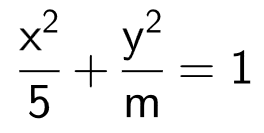 x²/5 + y²/m = 1